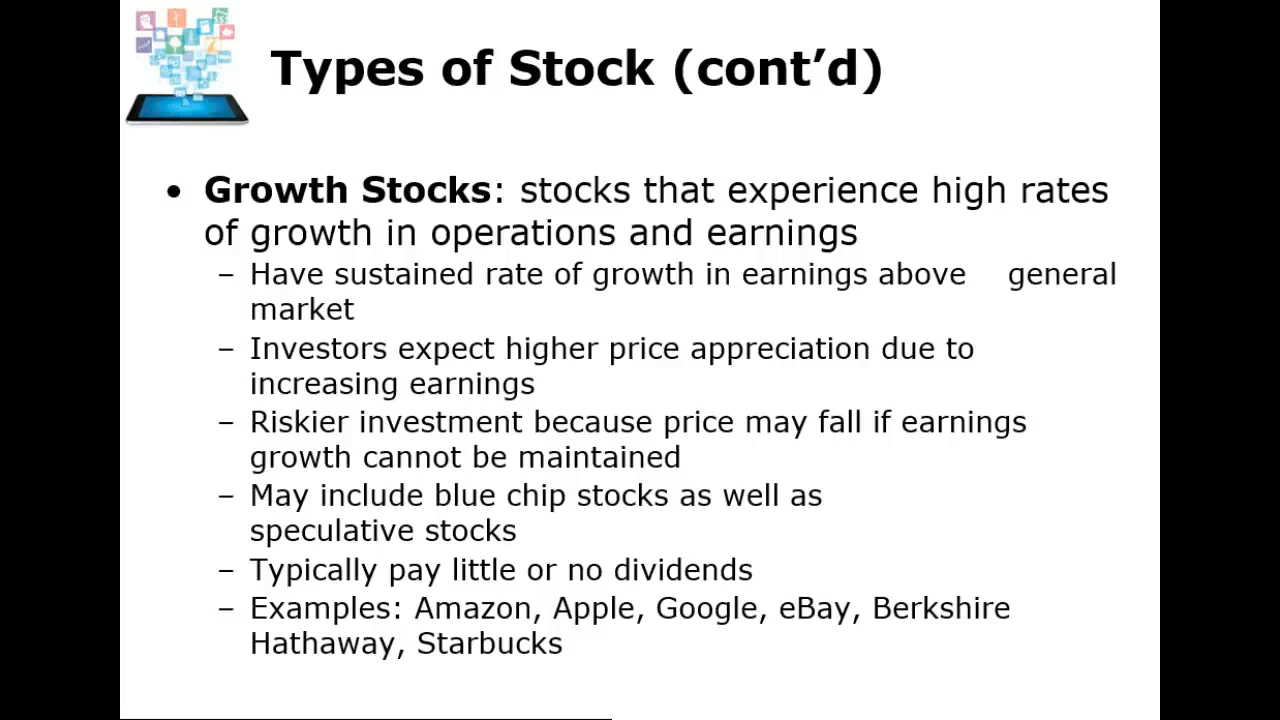 Types of Stock (cont’d)
• Growth Stocks: stocks that experience high rates
of growth in operations and earnings
– Have sustained rate of growth in earnings above general
market
– Investors expect higher price appreciation due to
increasing earnings
– Riskier investment because price may fall if earnings
growth cannot be maintained
– May include blue chip stocks as well as
speculative stocks
– Typically pay little or no dividends
– Examples: Amazon, Apple, Google, eBay, Berkshire
Hathaway, Starbucks